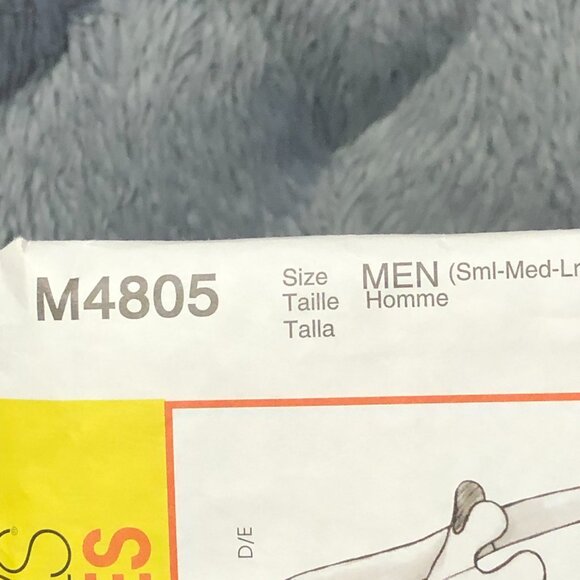 M4805
Size MEN (Sml-Med-Lr
Taille Homme
Talla
D/E
ES